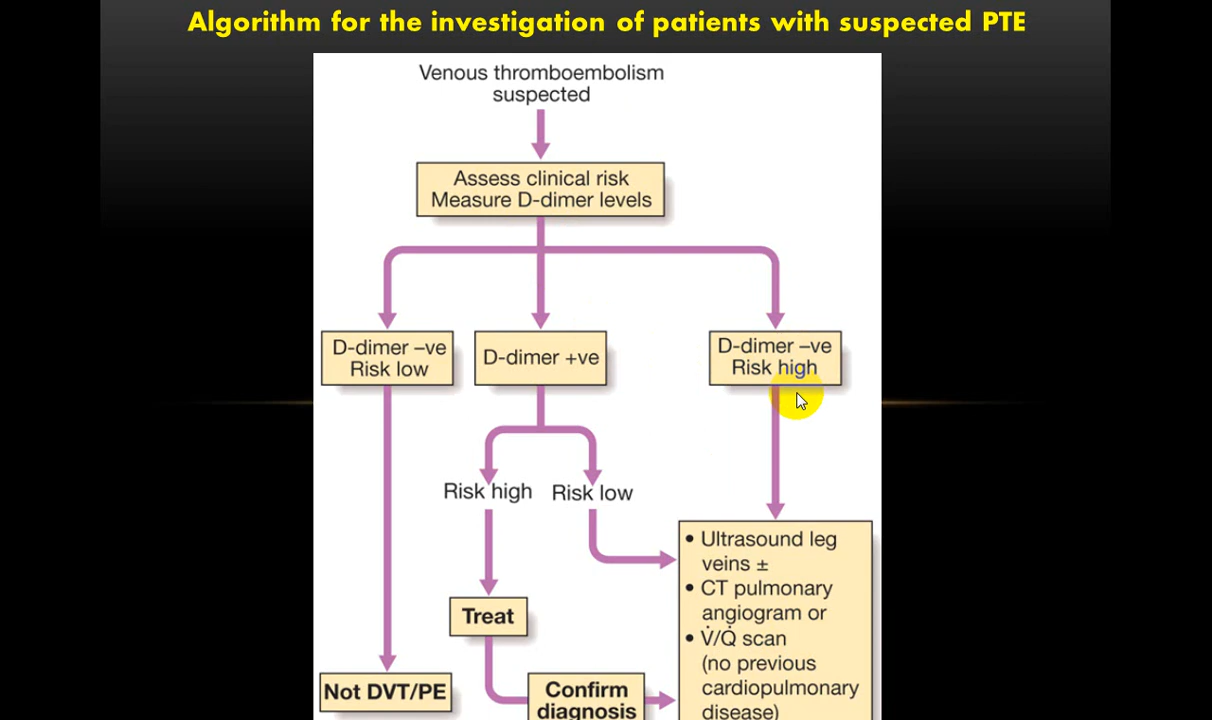 Algorithm for the investigation of patients with suspected PTE
Venous thromboembolism
suspected
Assess clinical risk
Measure D-dimer levels
D-dimer –ve
Risk low
D-dimer +ve
D-dimer –ve
Risk high
Risk high
Risk low
Treat
Not DVT/PE
Confirm
diagnosis
• Ultrasound leg
veins ±
• CT pulmonary
angiogram or
• V̇/Q̇ scan
(no previous
cardiopulmonary
disease)